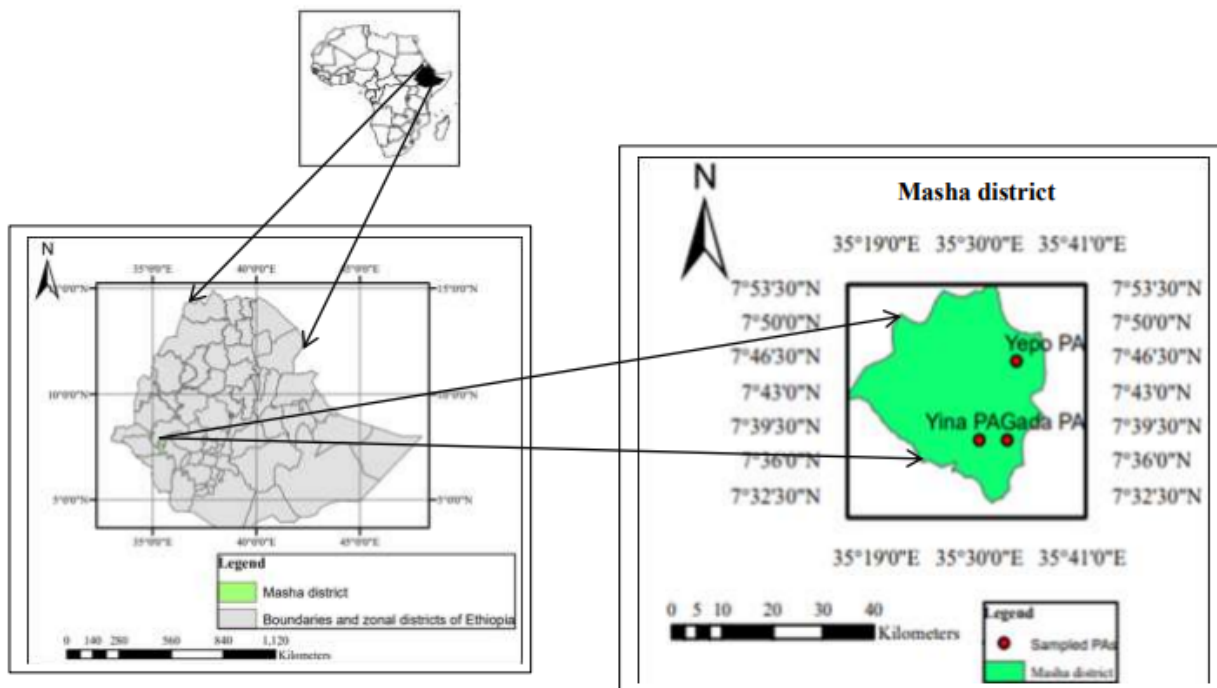 N
35°0'0"E 40°0'0"E 45°0'0"E
15°0'0"N
10°0'0"N
5°0'0"N
35°0'0"E 40°0'0"E 45°0'0"E
Legend
Masha district
Boundaries and zonal districts of Ethiopia
0 140 280 560 840 1,120
Kilometers
N
Masha district
35°19'0"E 35°30'0"E 35°41'0"E
7°53'30"N 7°53'30"N
7°50'0"N 7°50'0"N
Yepo PA
7°46'30"N 7°46'30"N
7°43'0"N 7°43'0"N
Yina PA Gada PA
7°39'30"N 7°39'30"N
7°36'0"N 7°36'0"N
7°32'30"N 7°32'30"N
35°19'0"E 35°30'0"E 35°41'0"E
0 5 10 20 30 40
Kilometers
Legend
Sampled PAs
Masha district